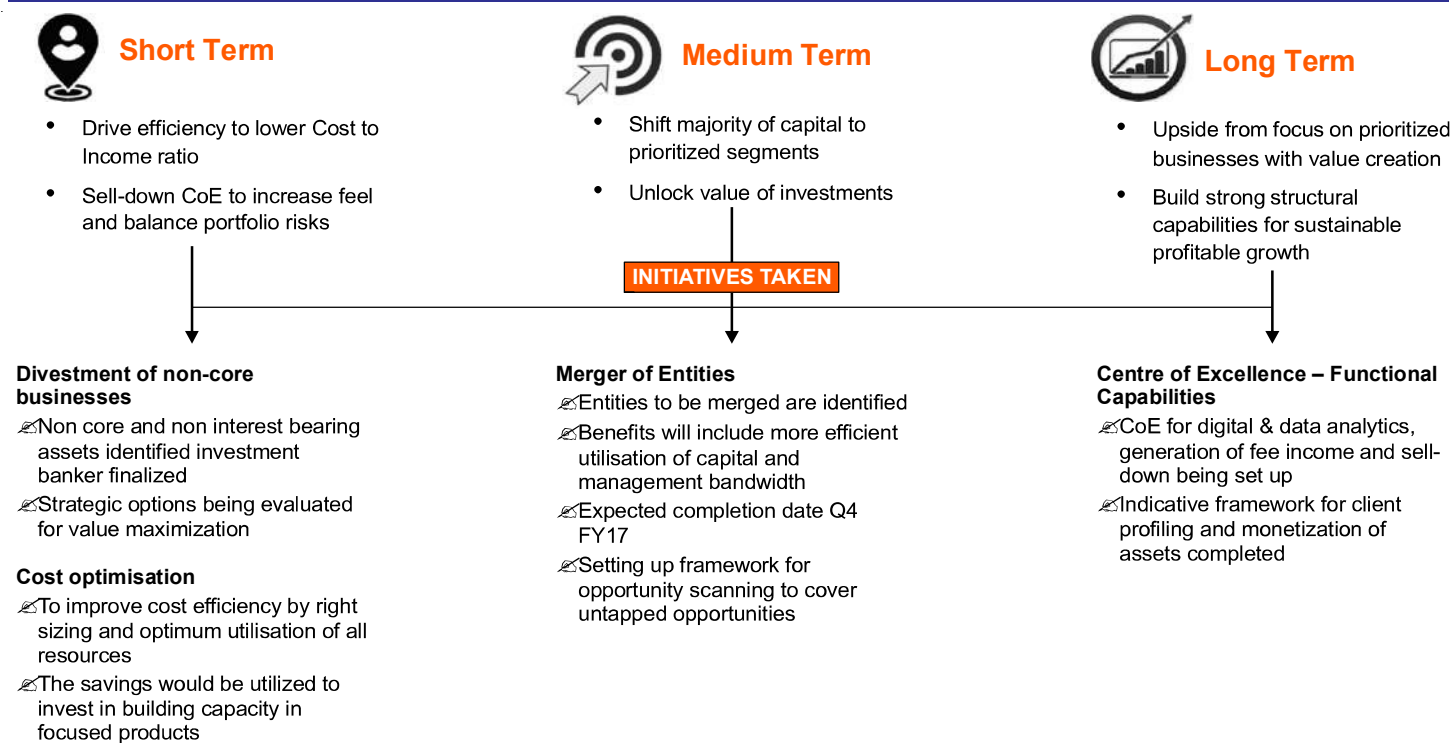 Short Term
• Drive efficiency to lower Cost to
Income ratio
• Sell-down CoE to increase feel
and balance portfolio risks
Medium Term
• Shift majority of capital to
prioritized segments
• Unlock value of investments
Long Term
• Upside from focus on prioritized
businesses with value creation
• Build strong structural
capabilities for sustainable
profitable growth
INITIATIVES TAKEN
Divestment of non-core
businesses
Non core and non interest bearing
assets identified investment
banker finalized
Strategic options being evaluated
for value maximization
Cost optimisation
To improve cost efficiency by right
sizing and optimum utilisation of all
resources
The savings would be utilized to
invest in building capacity in
focused products
Merger of Entities
Entities to be merged are identified
Benefits will include more efficient
utilisation of capital and
management bandwidth
Expected completion date Q4
FY17
Setting up framework for
opportunity scanning to cover
untapped opportunities
Centre of Excellence – Functional
Capabilities
CoE for digital & data analytics,
generation of fee income and sell-
down being set up
Indicative framework for client
profiling and monetization of
assets completed